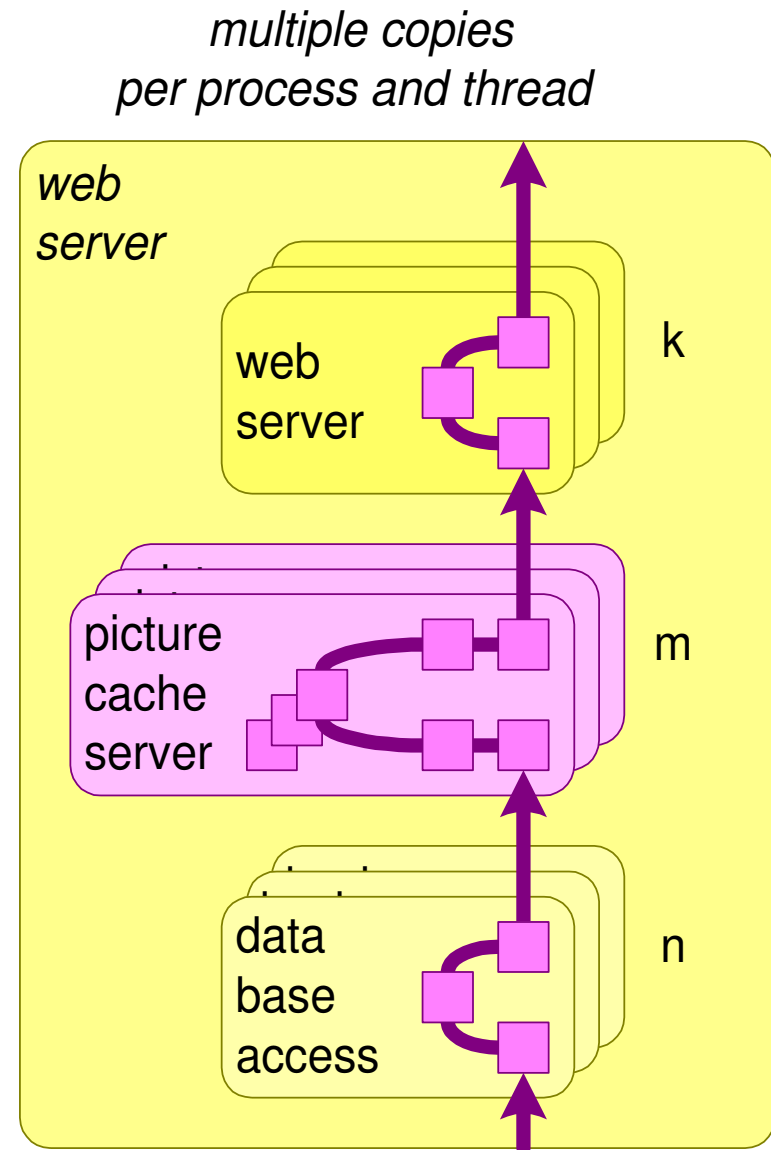 multiple copies
per process and thread
web
server
web
server
k
picture
cache
server
m
data
base
access
n